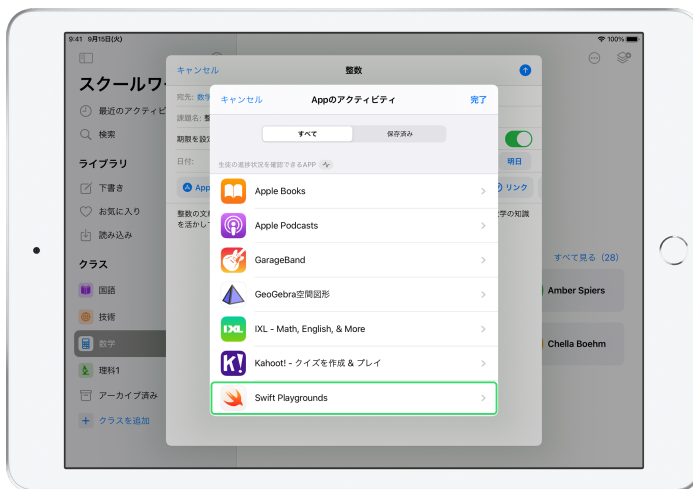 9:41 9月15日(火)
100%
スクールワー
最近のアクティビ
検索
ライブラリ
下書き
お気に入り
読み込み
クラス
国語
技術
数学
理科1
アーカイブ済み
クラスを追加
キャンセル 整数
宛先: 数学
課題名: 整
期限を設定
日付: 明日
App リンク
整数の文 数学の知識
を活かして
キャンセル Appのアクティビティ 完了
すべて 保存済み
生徒の進捗状況を確認できるAPP
Apple Books
Apple Podcasts
GarageBand
GeoGebra空間図形
IXL
IXL - Math, English, & More
K!
Kahoot! - クイズを作成 & プレイ
Swift Playgrounds
すべて見る（28）
Amber Spiers
Chella Boehm